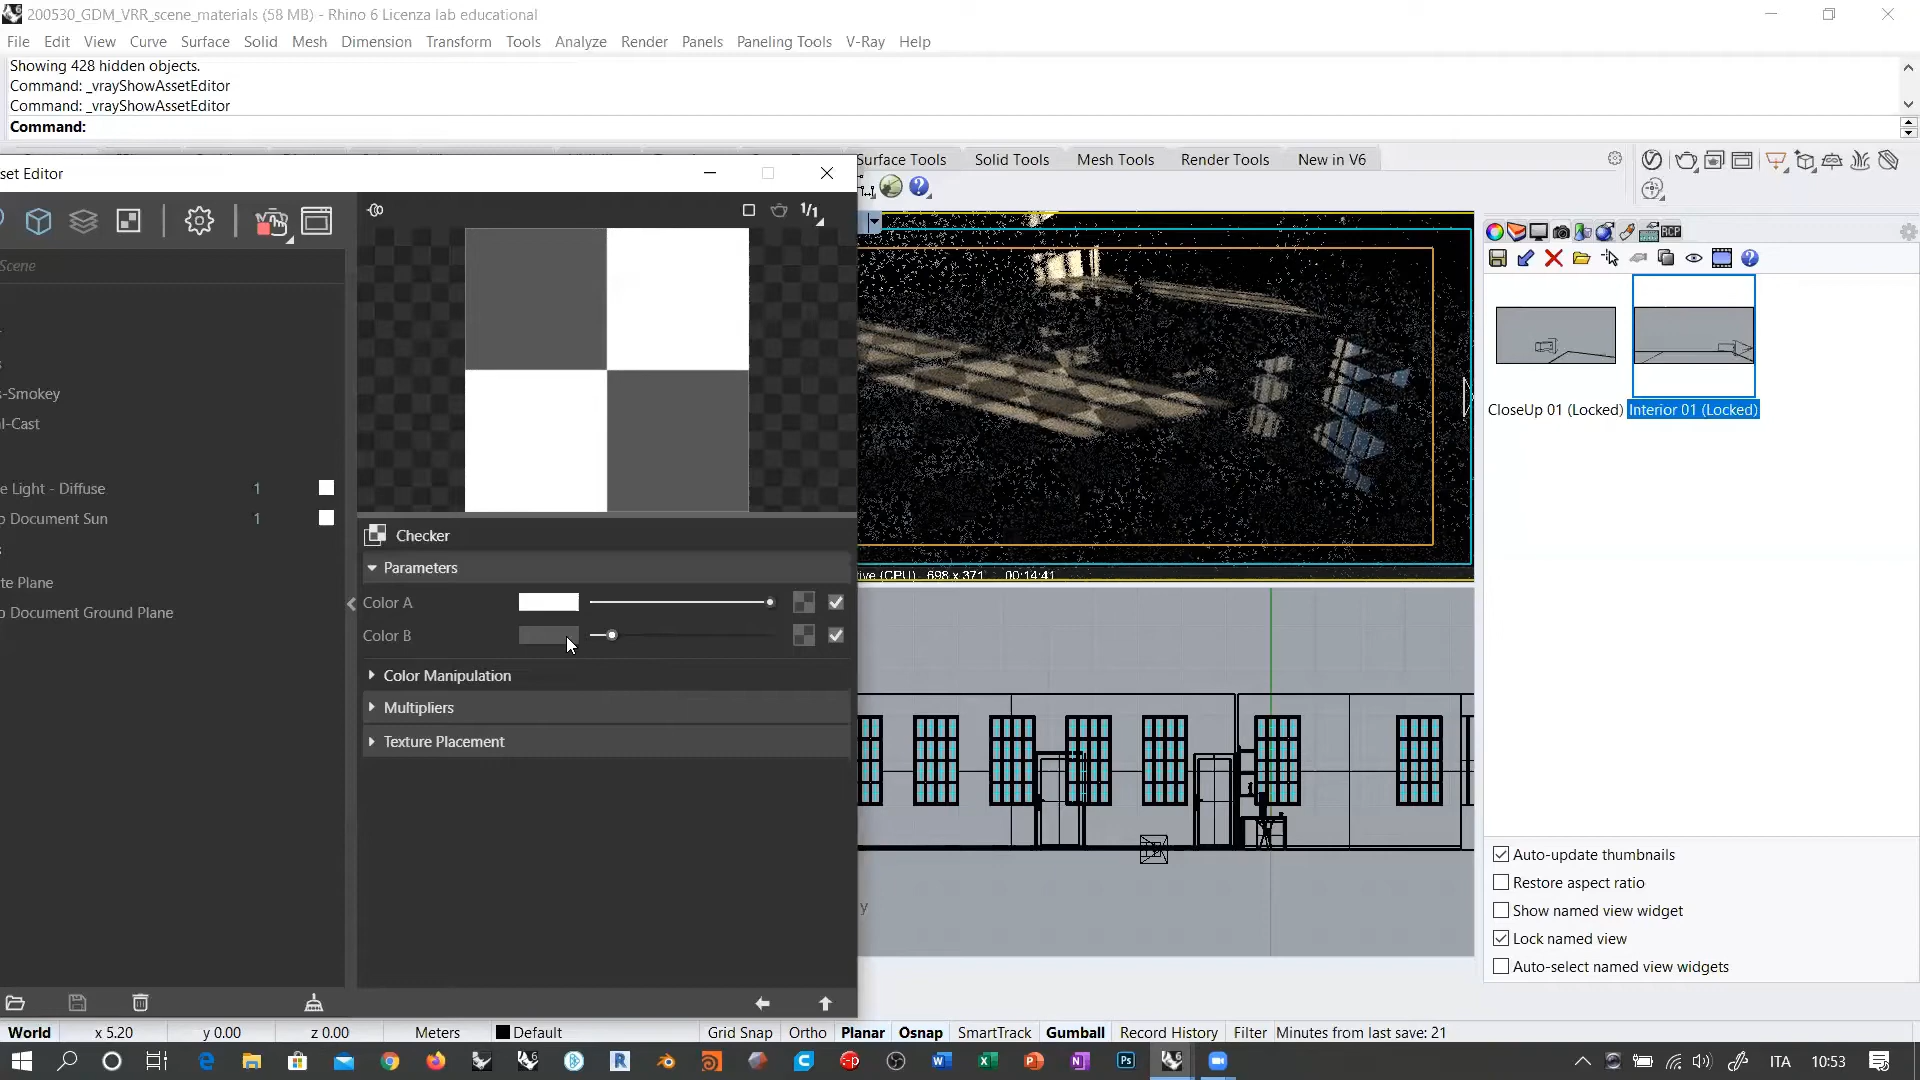 200530_GDM_VRR_scene_materials (58 MB) - Rhino 6 Licenza lab educational
File Edit View Curve Surface Solid Mesh Dimension Transform Tools Analyze Render Panels Paneling Tools V-Ray Help
Showing 428 hidden objects.
Command: _vrayShowAssetEditor
Command: _vrayShowAssetEditor
Command:
urface Tools Solid Tools Mesh Tools Render Tools New in V6
set Editor
1/1
RCP
Scene
-Smokey
l-Cast
e Light - Diffuse 1
o Document Sun 1
te Plane
o Document Ground Plane
Checker
Parameters
Color A
Color B
Color Manipulation
Multipliers
Texture Placement
ive (CPU) 698 x 371 00:14:41
y
CloseUp 01 (Locked) Interior 01 (Locked)
Auto-update thumbnails
Restore aspect ratio
Show named view widget
Lock named view
Auto-select named view widgets
World x 5.20 y 0.00 z 0.00 Meters Default Grid Snap Ortho Planar Osnap SmartTrack Gumball Record History Filter Minutes from last save: 21
ITA 10:53